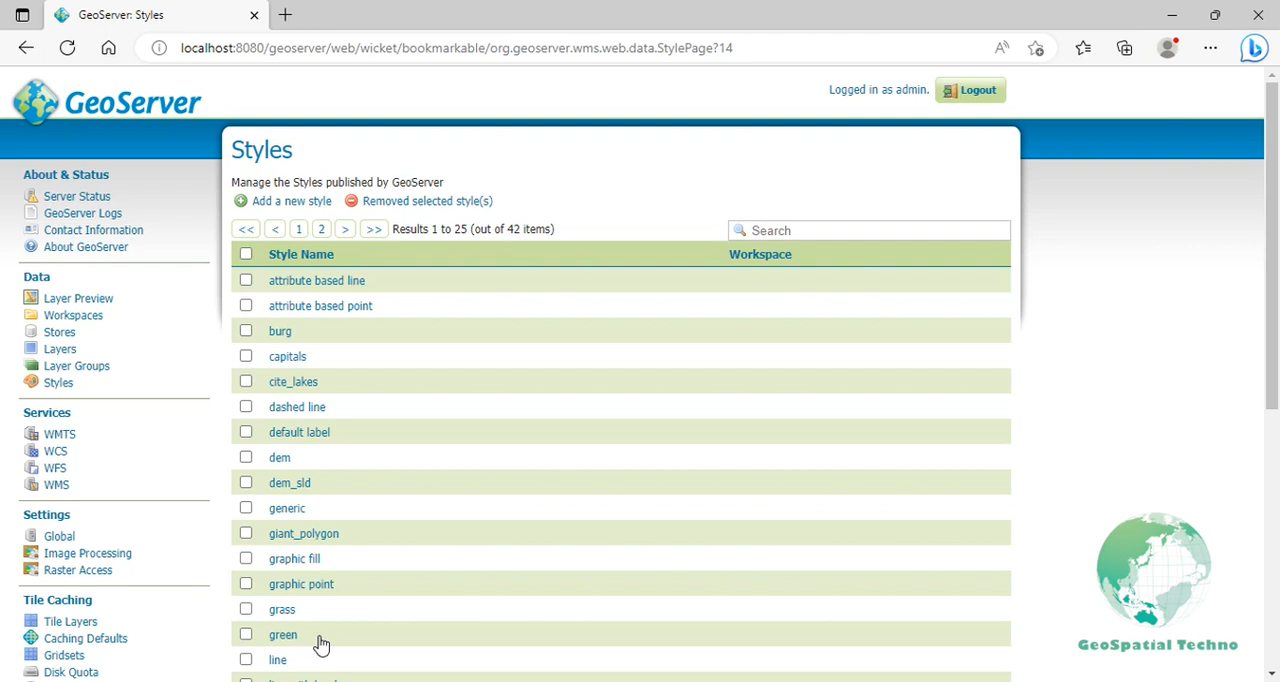 GeoServer: Styles
localhost:8080/geoserver/web/wicket/bookmarkable/org.geoserver.wms.web.data.StylePage?14
GeoServer
Logged in as admin.
Logout
About & Status
Server Status
GeoServer Logs
Contact Information
About GeoServer
Data
Layer Preview
Workspaces
Stores
Layers
Layer Groups
Styles
Services
WMTS
WCS
WFS
WMS
Settings
Global
Image Processing
Raster Access
Tile Caching
Tile Layers
Caching Defaults
Gridsets
Disk Quota
Styles
Manage the Styles published by GeoServer
Add a new style Removed selected style(s)
<< < 1 2 > >> Results 1 to 25 (out of 42 items)
Search
Style Name Workspace
attribute based line
attribute based point
burg
capitals
cite_lakes
dashed line
default label
dem
dem_sld
generic
giant_polygon
graphic fill
graphic point
grass
green
line
GeoSpatial Techno